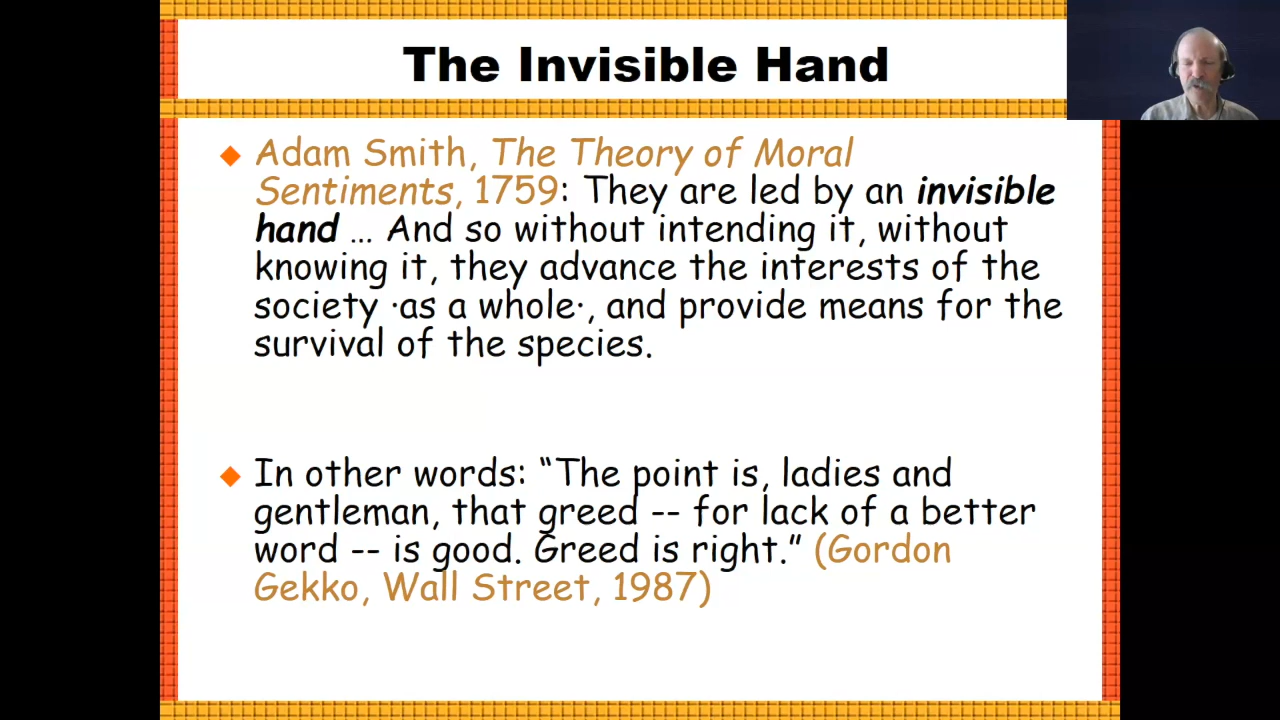 The Invisible Hand
Adam Smith, The Theory of Moral
Sentiments, 1759: They are led by an invisible
hand … And so without intending it, without
knowing it, they advance the interests of the
society ·as a whole·, and provide means for the
survival of the species.
In other words: “The point is, ladies and
gentleman, that greed -- for lack of a better
word -- is good. Greed is right.” (Gordon
Gekko, Wall Street, 1987)